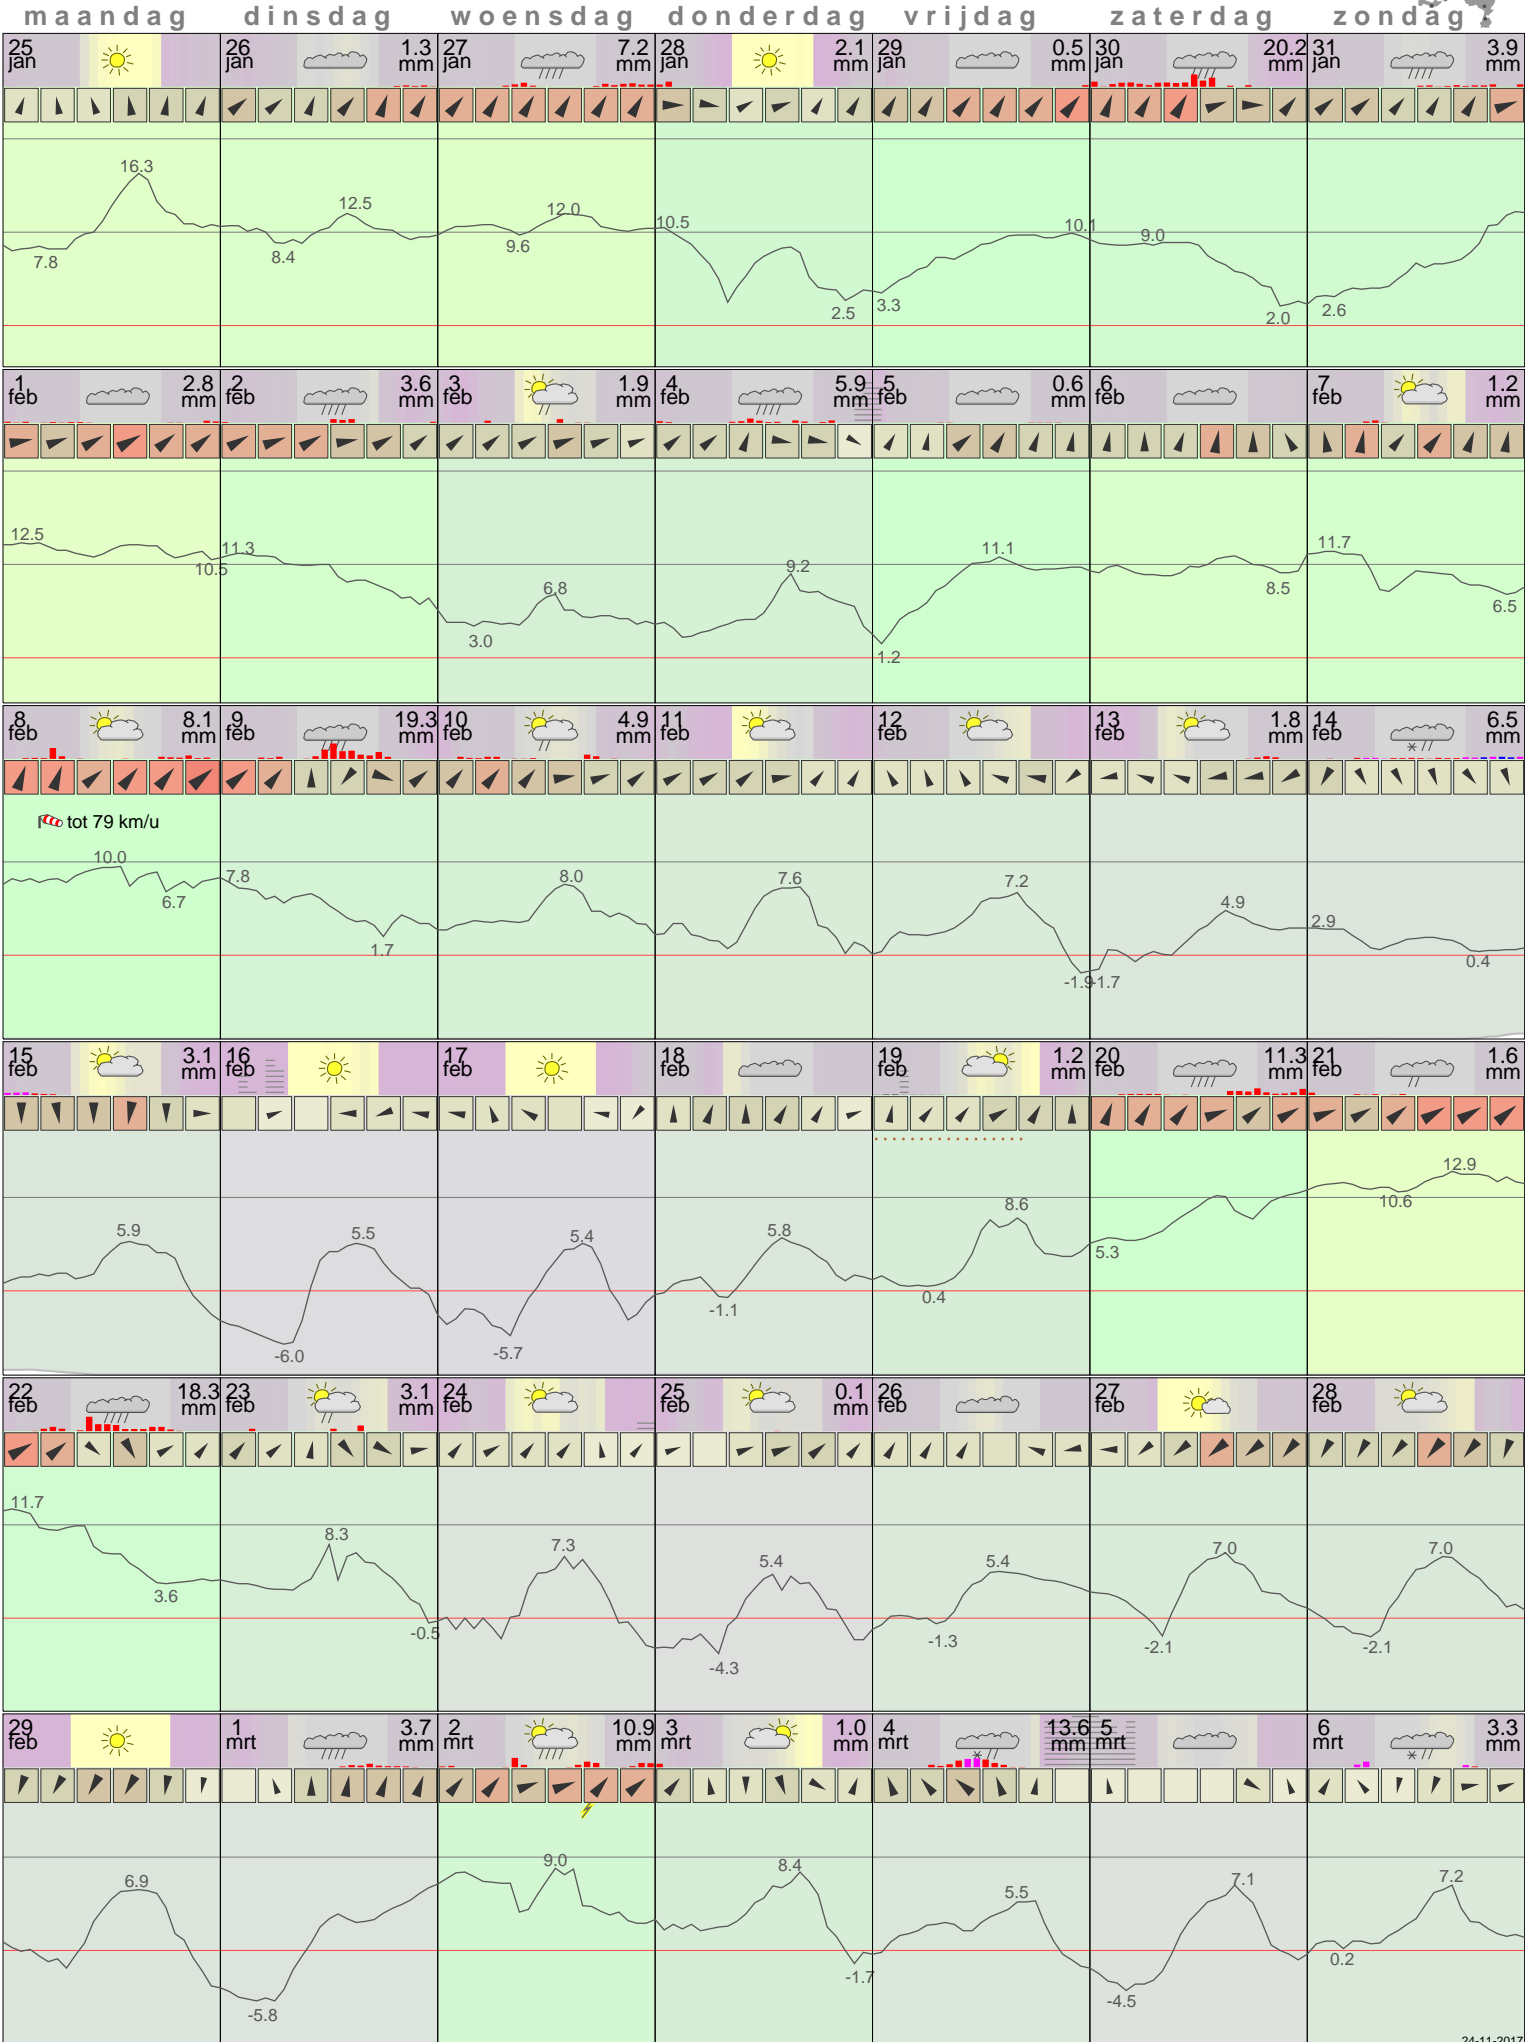 maandag dinsdag woensdag donderdag vrijdag zaterdag zondag
25 26 1.3 27 7.2 28 2.1 29 0.5 30 20.2 31 3.9
jan jan mm jan mm jan mm jan mm jan mm jan mm
16.3 12.5 12.0 10.5 10.1 9.0
7.8 8.4 9.6 2.5 3.3 2.0 2.6
1 2.8 2 3.6 3 1.9 4 5.9 5 0.6 6 7 1.2
feb mm feb mm feb mm feb mm feb mm feb feb mm
12.5 11.3 6.8 9.2 11.1 11.7
10.5 3.0 1.2 8.5 6.5
8 8.1 9 19.3 10 4.9 11 12 13 1.8 14 6.5
feb mm feb mm feb mm feb feb feb mm feb mm
tot 79 km/u
10.0 7.8 8.0 7.6 7.2 4.9 2.9
6.7 1.7 -1.9 -1.7 0.4
15 3.1 16 17 18 19 1.2 20 11.3 21 1.6
feb mm feb feb feb feb mm feb mm feb mm
5.9 5.5 5.4 5.8 8.6 12.9
-6.0 -5.7 -1.1 0.4 5.3 10.6
22 18.3 23 3.1 24 25 0.1 26 27 28
feb mm feb mm feb feb mm feb feb feb
11.7 8.3 7.3 5.4 5.4 7.0 7.0
3.6 -0.5 -4.3 -1.3 -2.1 -2.1
29 1 3.7 2 10.9 3 1.0 4 13.6 5 6 3.3
feb mrt mm mrt mm mrt mm mrt mm mrt mrt mm
6.9 9.0 8.4 5.5 7.1 7.2
-5.8 -1.7 -4.5 0.2
24-11-2017